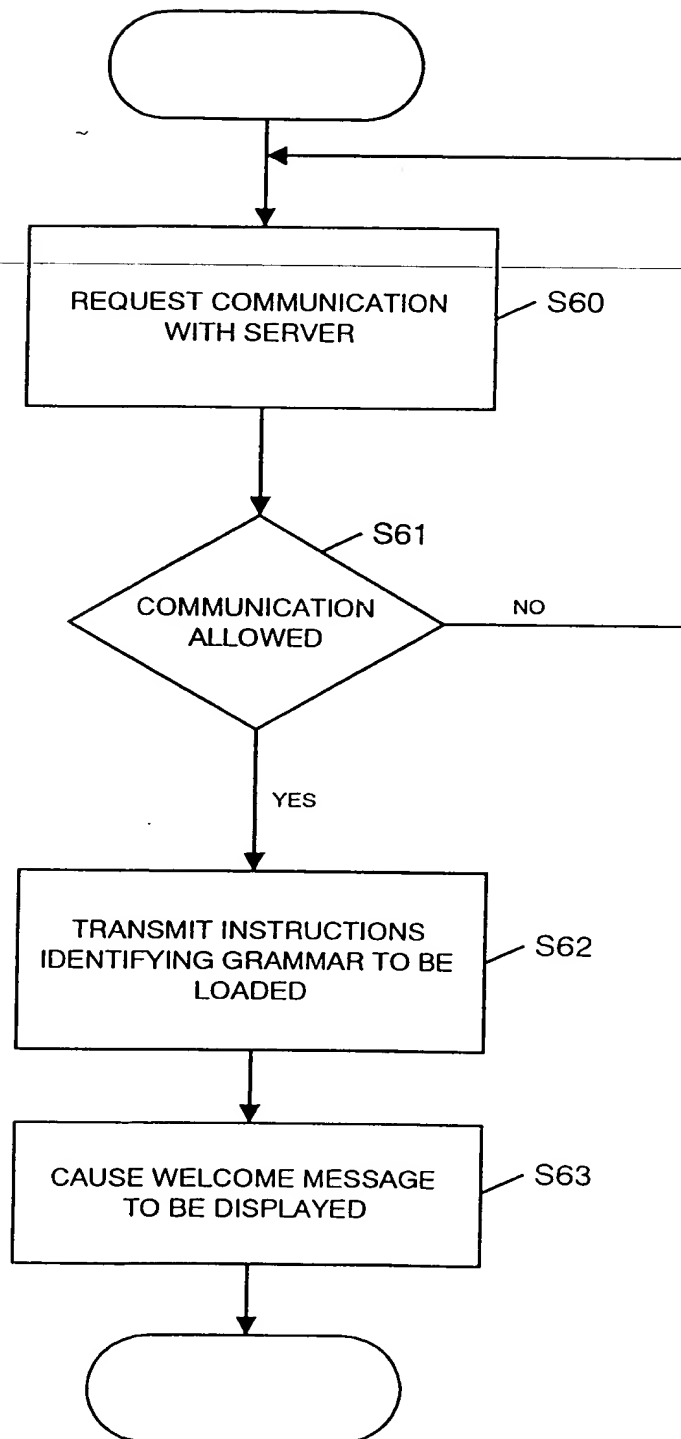 REQUEST COMMUNICATION
WITH SERVER
S60
S61
COMMUNICATION
ALLOWED
NO
YES
TRANSMIT INSTRUCTIONS
IDENTIFYING GRAMMAR TO BE
LOADED
S62
CAUSE WELCOME MESSAGE
TO BE DISPLAYED
S63